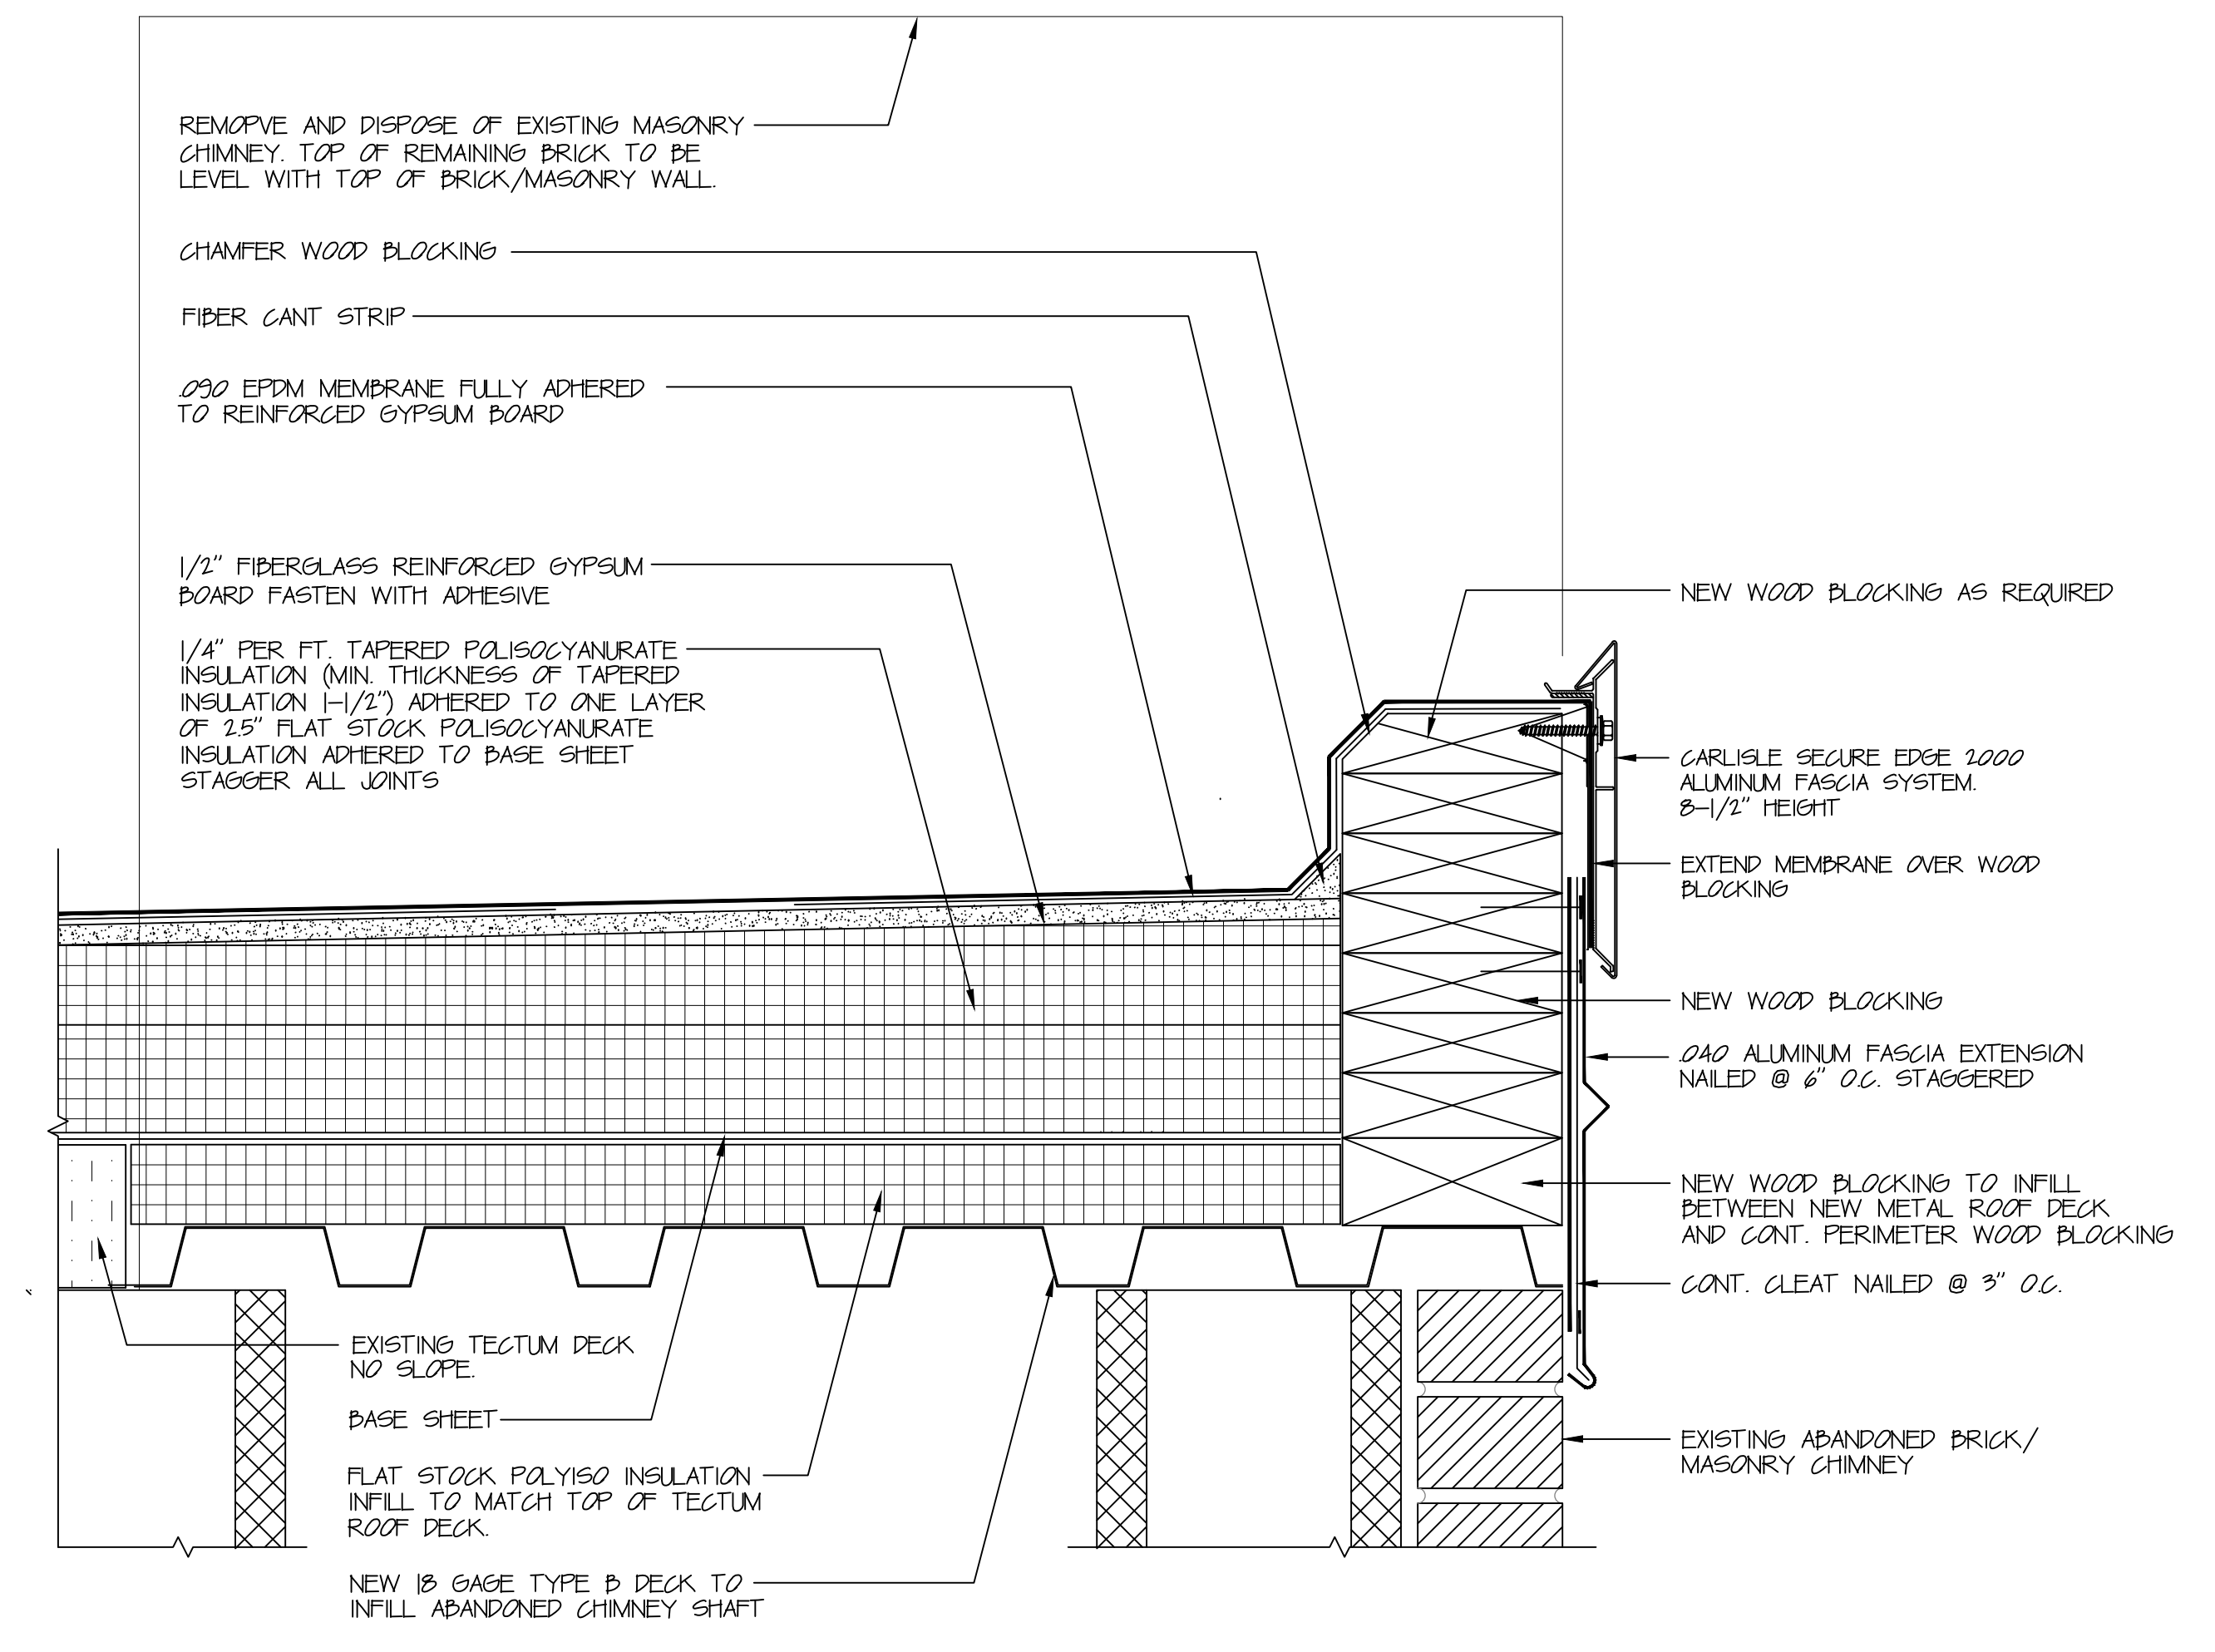 REMOPVE AND DISPOSE OF EXISTING MASONRY
CHIMNEY. TOP OF REMAINING BRICK TO BE
LEVEL WITH TOP OF BRICK/MASONRY WALL.
CHAMFER WOOD BLOCKING
FIBER CANT STRIP
.090 EPDM MEMBRANE FULLY ADHERED
TO REINFORCED GYPSUM BOARD
1/2" FIBERGLASS REINFORCED GYPSUM
BOARD FASTEN WITH ADHESIVE
1/4" PER FT. TAPERED POLISOCYANURATE
INSULATION (MIN. THICKNESS OF TAPERED
INSULATION 1-1/2") ADHERED TO ONE LAYER
OF 2.5" FLAT STOCK POLISOCYANURATE
INSULATION ADHERED TO BASE SHEET
STAGGER ALL JOINTS
NEW WOOD BLOCKING AS REQUIRED
CARLISLE SECURE EDGE 2000
ALUMINUM FASCIA SYSTEM.
8-1/2" HEIGHT
EXTEND MEMBRANE OVER WOOD
BLOCKING
NEW WOOD BLOCKING
.040 ALUMINUM FASCIA EXTENSION
NAILED @ 6" O.C. STAGGERED
NEW WOOD BLOCKING TO INFILL
BETWEEN NEW METAL ROOF DECK
AND CONT. PERIMETER WOOD BLOCKING
CONT. CLEAT NAILED @ 3" O.C.
EXISTING ABANDONED BRICK/
MASONRY CHIMNEY
EXISTING TECTUM DECK
NO SLOPE.
BASE SHEET
FLAT STOCK POLYISO INSULATION
INFILL TO MATCH TOP OF TECTUM
ROOF DECK.
NEW 18 GAGE TYPE B DECK TO
INFILL ABANDONED CHIMNEY SHAFT